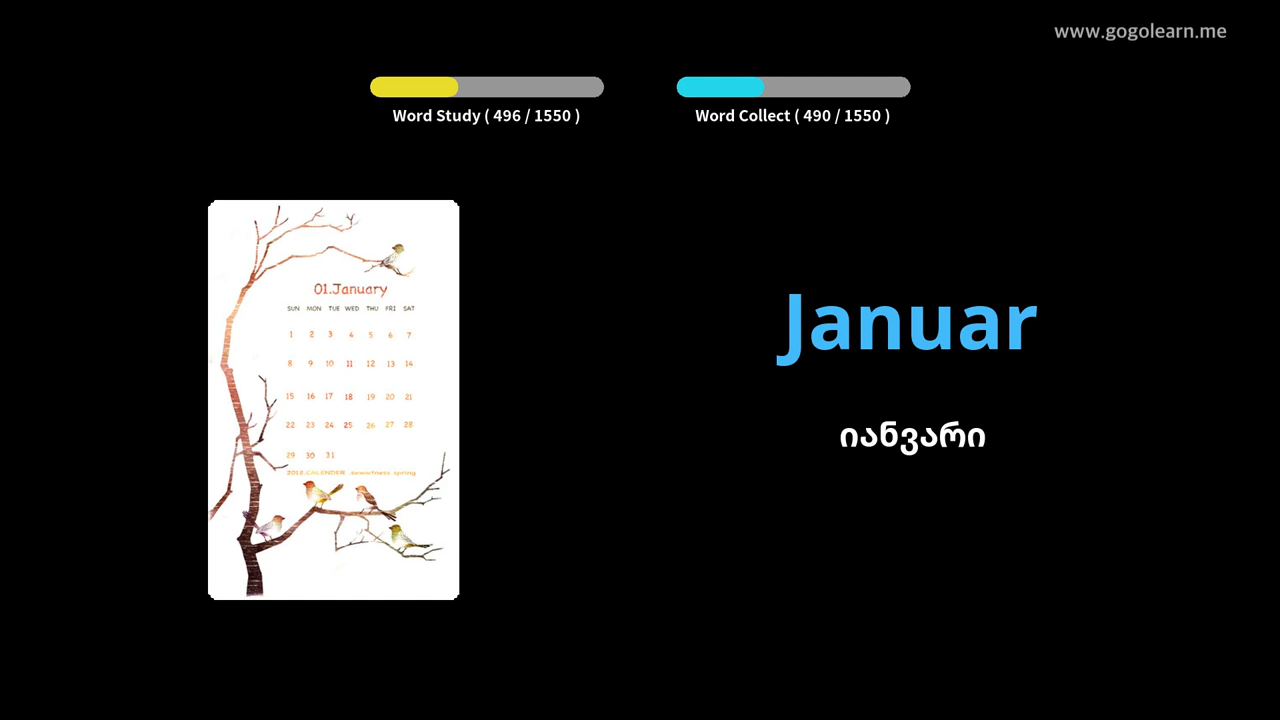 www.gogolearn.me
Word Study ( 496 / 1550 )
Word Collect ( 490 / 1550 )
01.January
SUN MON TUE WED THU FRI SAT
1 2 3 4 5 6 7
8 9 10 11 12 13 14
15 16 17 18 19 20 21
22 23 24 25 26 27 28
29 30 31
CALENDER
spring
Januar
იანვარი